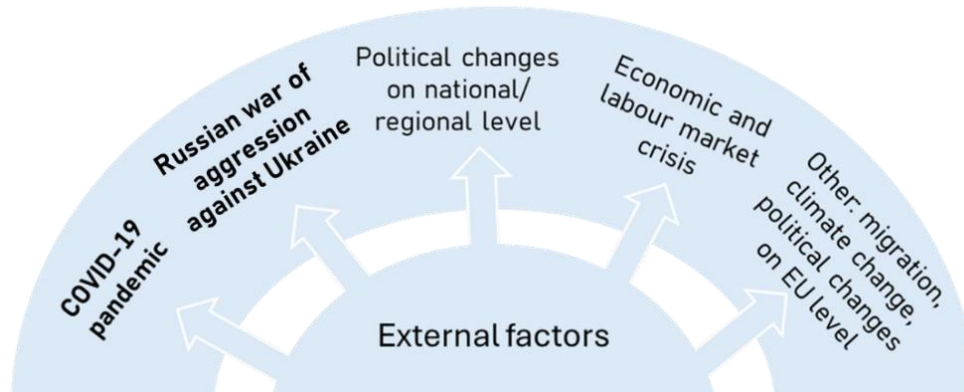 COVID-19
pandemic
Russian war of
aggression
against Ukraine
Political changes
on national/
regional level
Economic and
labour market
crisis
Other: migration,
climate change,
political changes
on EU level
External factors